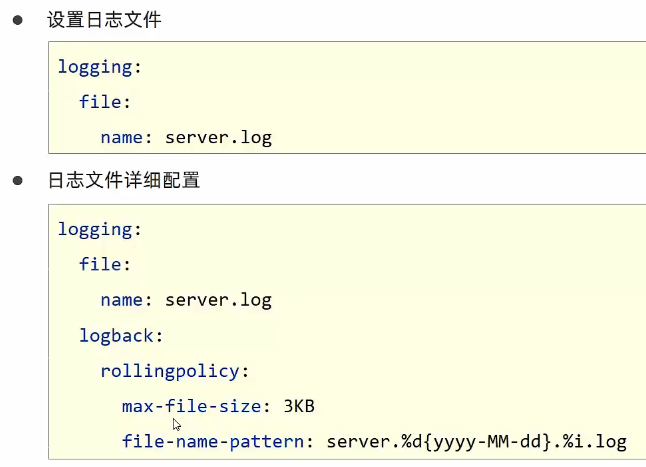 ● 设置日志文件
logging:
  file:
    name: server.log
● 日志文件详细配置
logging:
  file:
    name: server.log
  logback:
    rollingpolicy:
      max-file-size: 3KB
      file-name-pattern: server.%d{yyyy-MM-dd}.%i.log